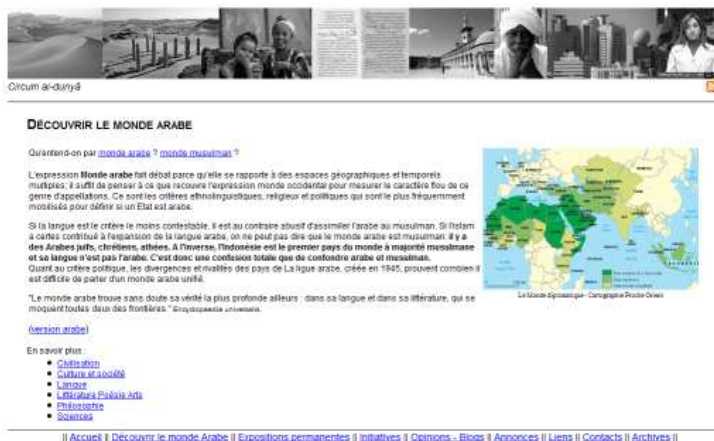 Circum al-dunyâ
DÉCOUVRIR LE MONDE ARABE
Qu'entend-on par monde arabe ? monde musulman ?
L'expression Monde arabe fait débat parce qu'elle se rapporte à des espaces géographiques et temporels
multiples; il suffit de penser à ce que recouvre l'expression monde occidental pour mesurer le caractère flou de ce
genre d'appellations. Ce sont les critères ethnolinguistiques, religieux et politiques qui sont le plus fréquemment
mobilisés pour définir si un Etat est arabe.
Si la langue est le critère le moins contestable, il est au contraire abusif d'assimiler l'arabe au musulman. Si l'islam
a certes contribué à l'expansion de la langue arabe, on ne peut pas dire que le monde arabe est musulman: il y a
des Arabes juifs, chrétiens, athées. A l'inverse, l'Indonésie est le premier pays du monde à majorité musulmane
et sa langue n'est pas l'arabe. C'est donc une confusion totale que de confondre arabe et musulman.
Quant au critère politique, les divergences et rivalités des pays de La ligue arabe, créée en 1945, prouvent combien il
est difficile de parler d'un monde arabe unifié.
"Le monde arabe trouve sans doute sa vérité la plus profonde ailleurs : dans sa langue et dans sa littérature, qui se
moquent toutes deux des frontières." Encyclopaedia universalis.
(version arabe)
En savoir plus :
Civilisation
Culture et société
Langue
Littérature Poésie Arts
Philosophie
Sciences
Le Monde diplomatique - Cartographie Proche-Orient
|| Accueil || Découvrir le monde Arabe || Expositions permanentes || Initiatives || Opinions - Blogs || Annonces || Liens || Contacts || Archives ||